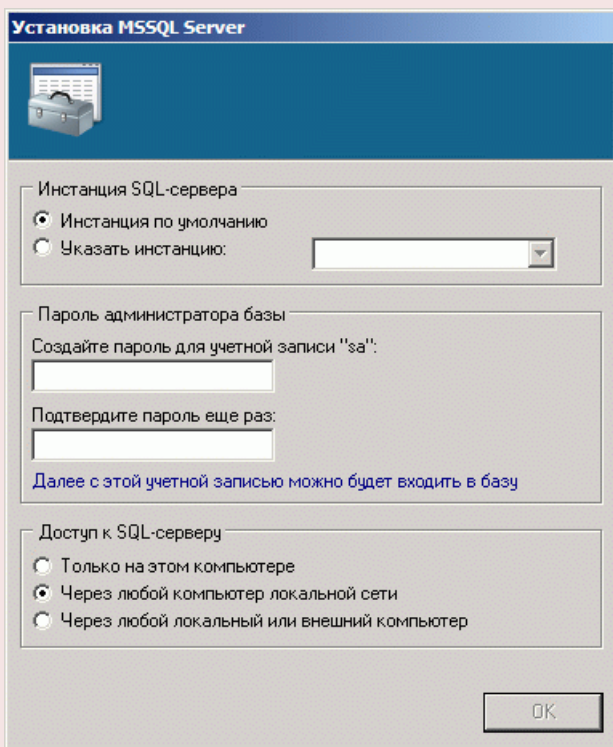 Установка MSSQL Server
Инстанция SQL-сервера
Инстанция по умолчанию
Указать инстанцию:
Пароль администратора базы
Создайте пароль для учетной записи "sa":
Подтвердите пароль еще раз:
Далее с этой учетной записью можно будет входить в базу
Доступ к SQL-серверу
Только на этом компьютере
Через любой компьютер локальной сети
Через любой локальный или внешний компьютер
OK